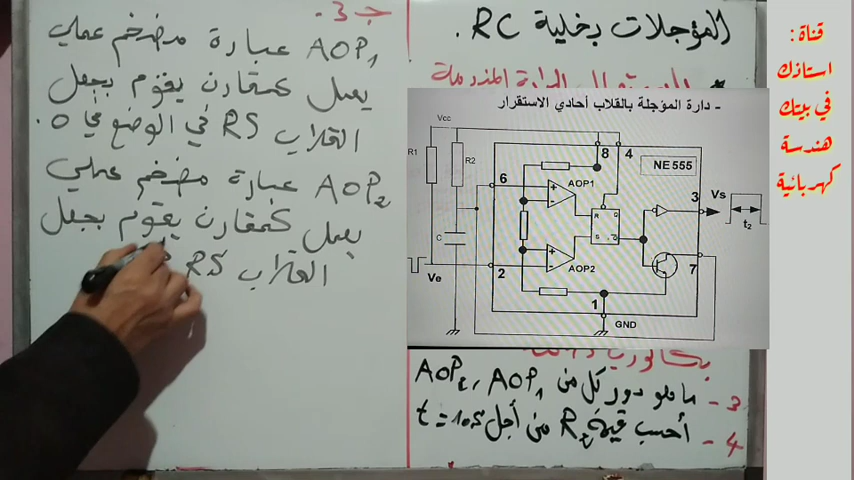 المؤجلات بخلية RC.
ج3-
AOP1 عبارة مضخم عملي
يعمل كمقارن يقوم بجعل
القلاب RS في الوضع في 0.
AOP2 عبارة مضخم عملي
يعمل كمقارن يقوم بجعل
القلاب RS
- دارة المؤجلة بالقلاب أحادي الاستقرار
Vcc
R1
R2
8
4
NE 555
6
AOP1
3
Vs
R
Q
S
t2
C
Ve
2
AOP2
7
1
GND
3- ما هو دور كل من AOP1, AOP2
4- أحسب قيمة R2 من أجل t = 10s
قناة :
استاذك
في بيتك
هندسة
كهربائية